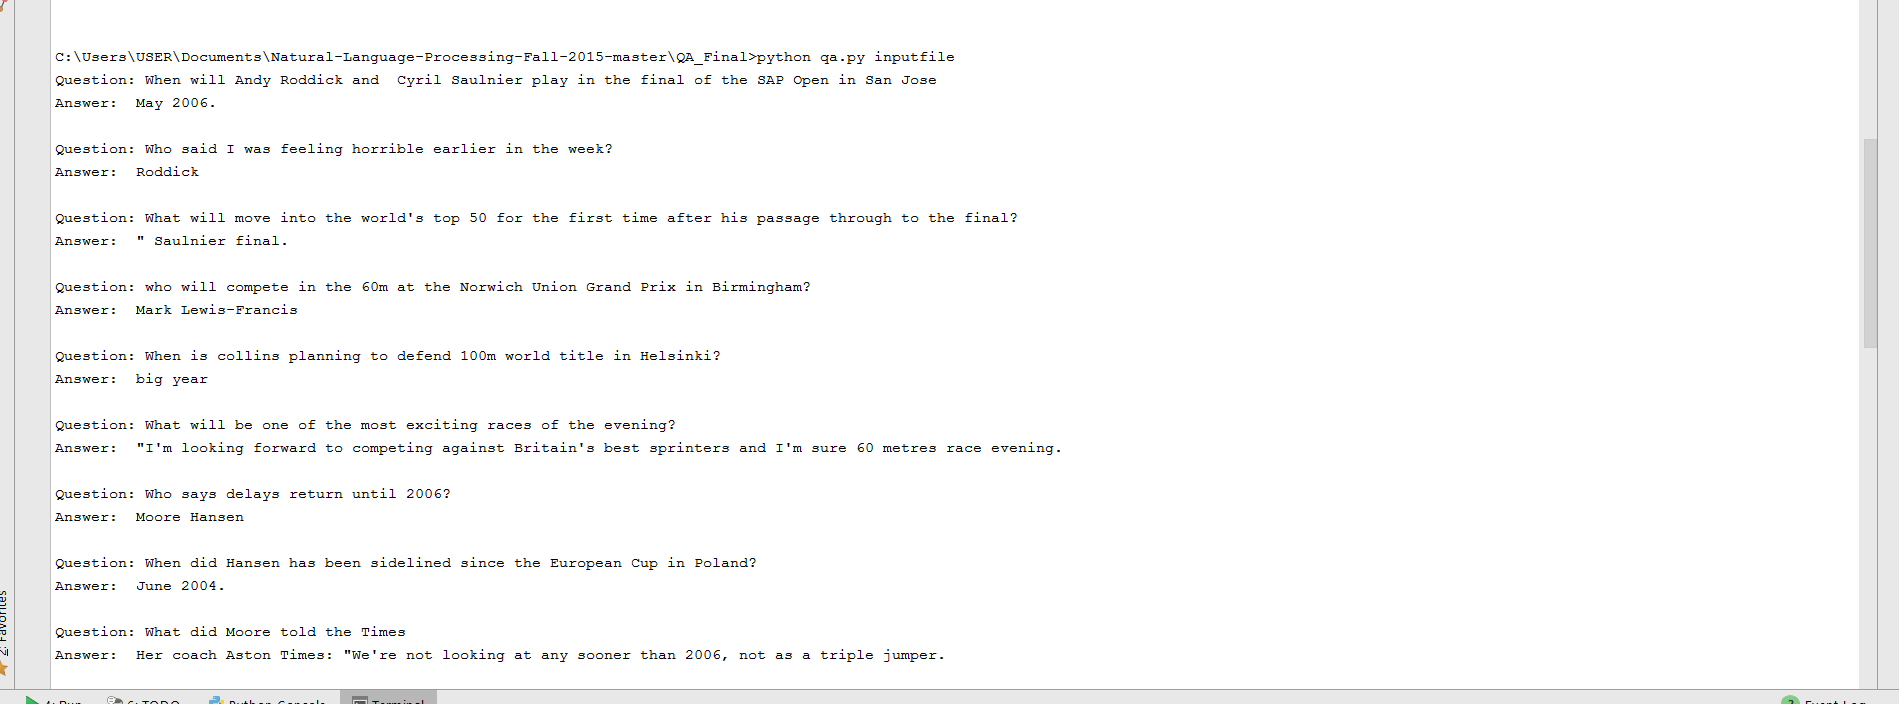 C:\Users\USER\Documents\Natural-Language-Processing-Fall-2015-master\QA_Final>python qa.py inputfile
Question: When will Andy Roddick and  Cyril Saulnier play in the final of the SAP Open in San Jose
Answer:  May 2006.
Question: Who said I was feeling horrible earlier in the week?
Answer:  Roddick
Question: What will move into the world's top 50 for the first time after his passage through to the final?
Answer:  " Saulnier final.
Question: who will compete in the 60m at the Norwich Union Grand Prix in Birmingham?
Answer:  Mark Lewis-Francis
Question: When is collins planning to defend 100m world title in Helsinki?
Answer:  big year
Question: What will be one of the most exciting races of the evening?
Answer:  "I'm looking forward to competing against Britain's best sprinters and I'm sure 60 metres race evening.
Question: Who says delays return until 2006?
Answer:  Moore Hansen
Question: When did Hansen has been sidelined since the European Cup in Poland?
Answer:  June 2004.
Question: What did Moore told the Times
Answer:  Her coach Aston Times: "We're not looking at any sooner than 2006, not as a triple jumper.
2: Favorites
4: Run 6: TODO Python Console Terminal Event Log